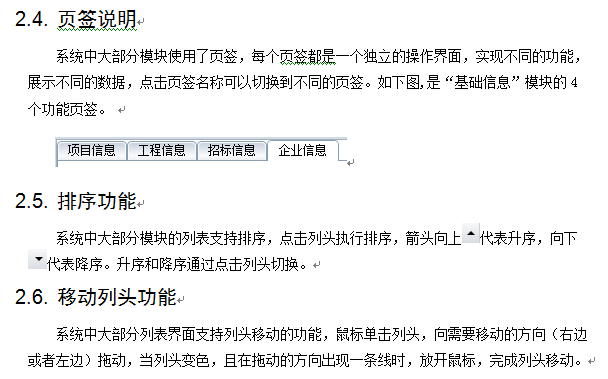 2.4. 页签说明
系统中大部分模块使用了页签，每个页签都是一个独立的操作界面，实现不同的功能，
展示不同的数据，点击页签名称可以切换到不同的页签。如下图,是“基础信息”模块的 4
个功能页签。
项目信息 工程信息 招标信息 企业信息
2.5. 排序功能
系统中大部分模块的列表支持排序，点击列头执行排序，箭头向上代表升序，向下
代表降序。升序和降序通过点击列头切换。
2.6. 移动列头功能
系统中大部分列表界面支持列头移动的功能，鼠标单击列头，向需要移动的方向（右边
或者左边）拖动，当列头变色，且在拖动的方向出现一条线时，放开鼠标，完成列头移动。